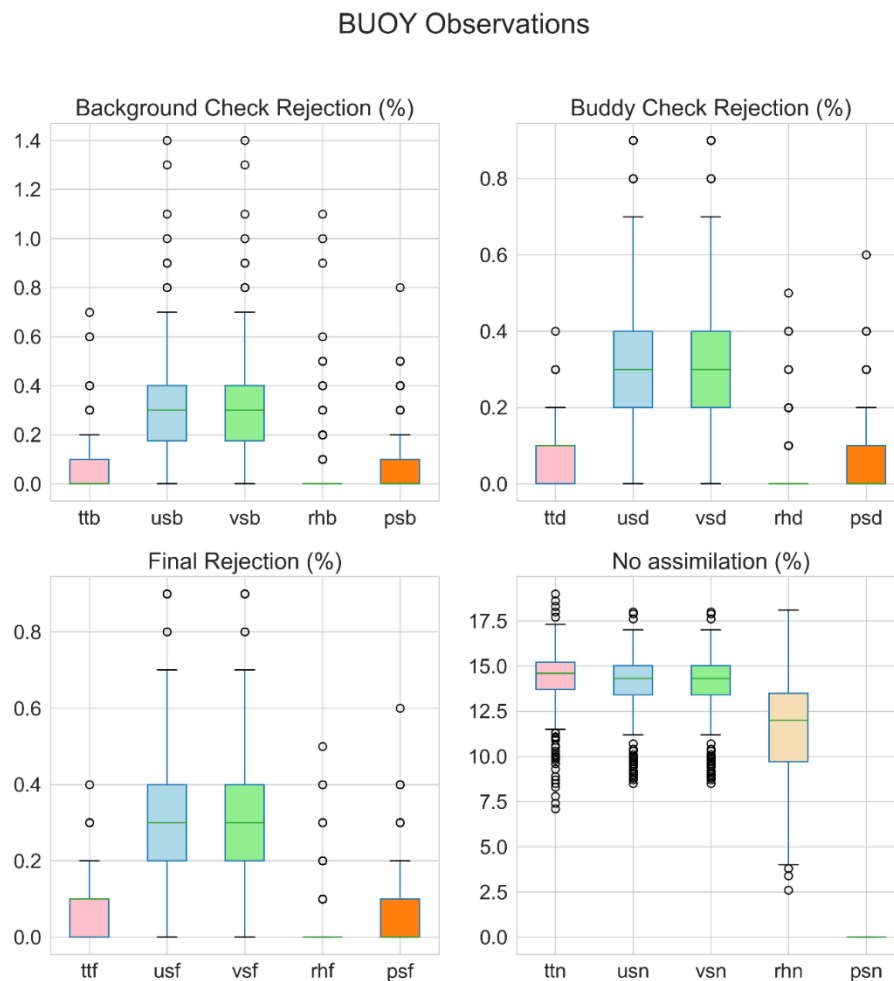 BUOY Observations
Background Check Rejection (%)
1.4
1.2
1.0
0.8
0.6
0.4
0.2
0.0
ttb usb vsb rhb psb
Buddy Check Rejection (%)
0.8
0.6
0.4
0.2
0.0
ttd usd vsd rhd psd
Final Rejection (%)
0.8
0.6
0.4
0.2
0.0
ttf usf vsf rhf psf
No assimilation (%)
17.5
15.0
12.5
10.0
7.5
5.0
2.5
0.0
ttn usn vsn rhn psn